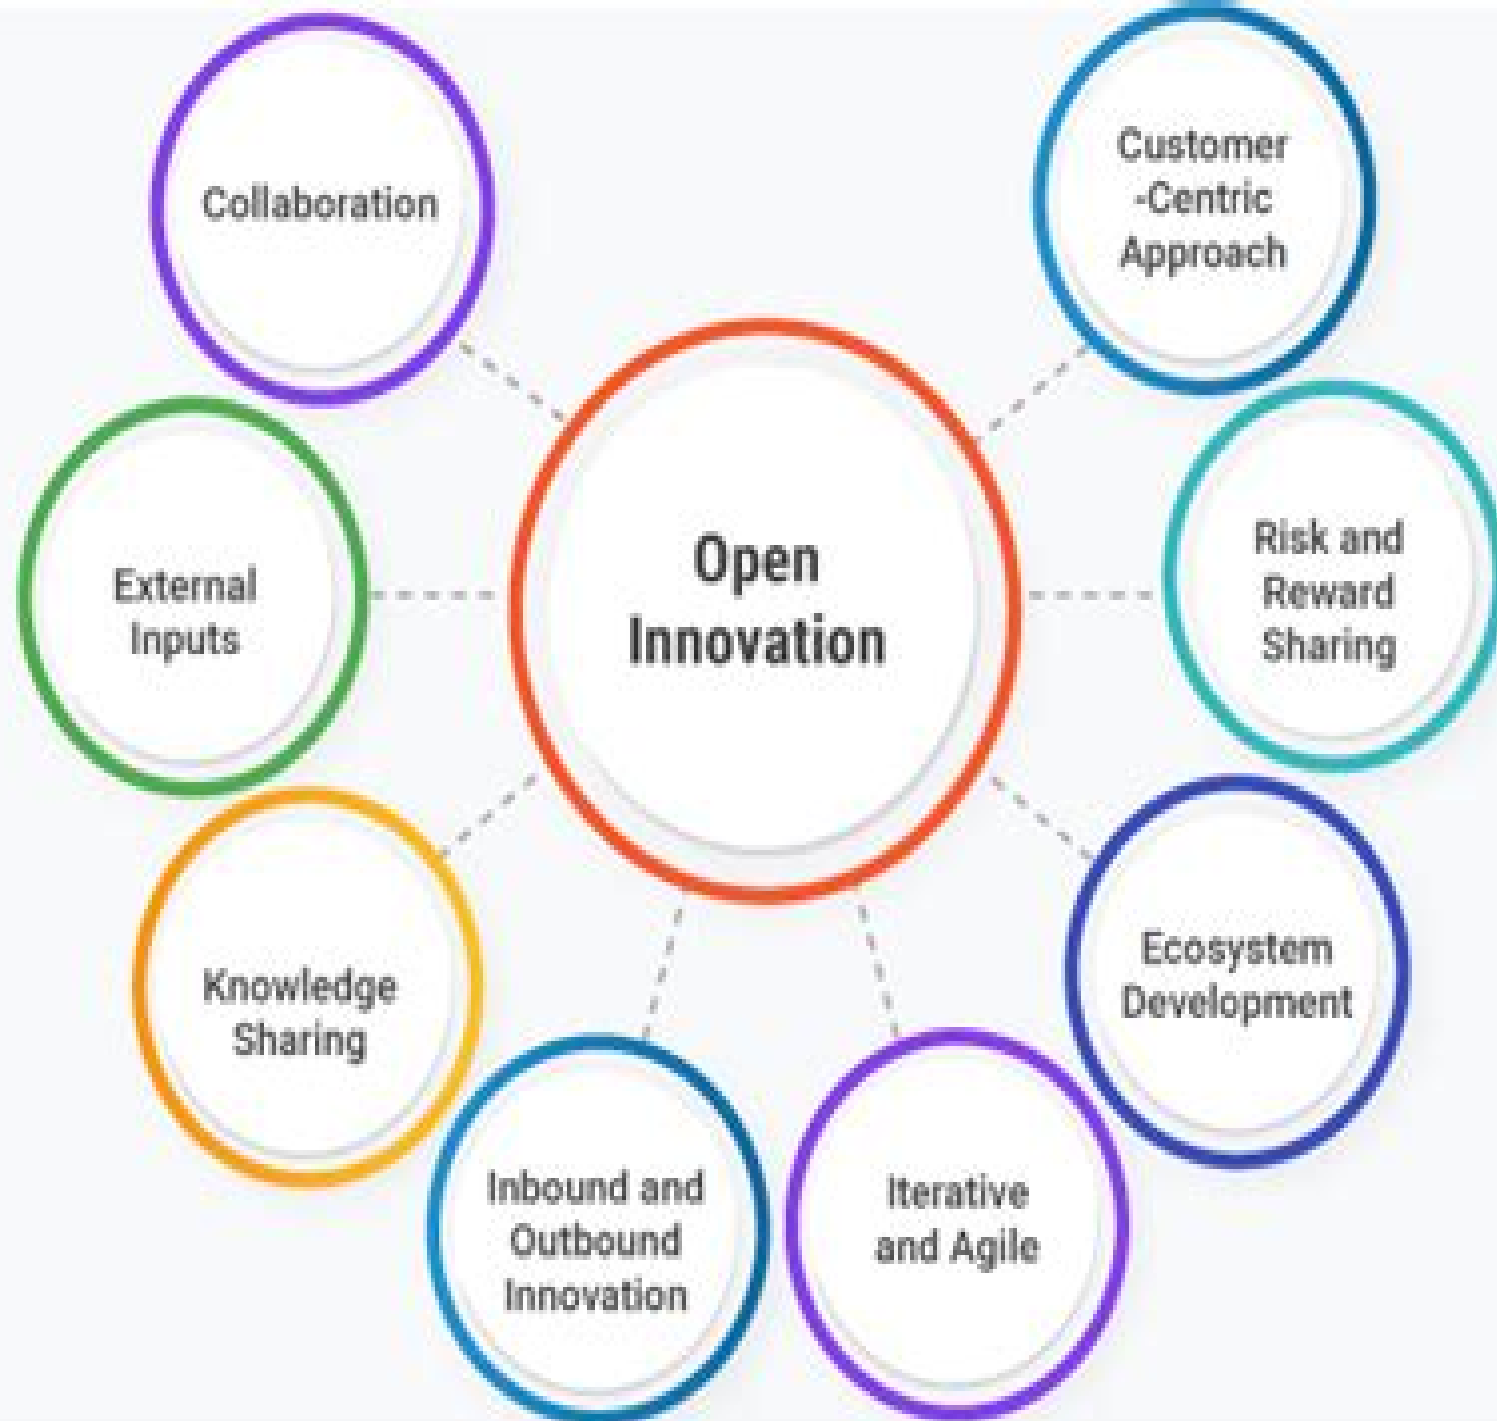 Collaboration
Customer
-Centric
Approach
External
Inputs
Open
Innovation
Risk and
Reward
Sharing
Knowledge
Sharing
Ecosystem
Development
Inbound and
Outbound
Innovation
Iterative
and Agile